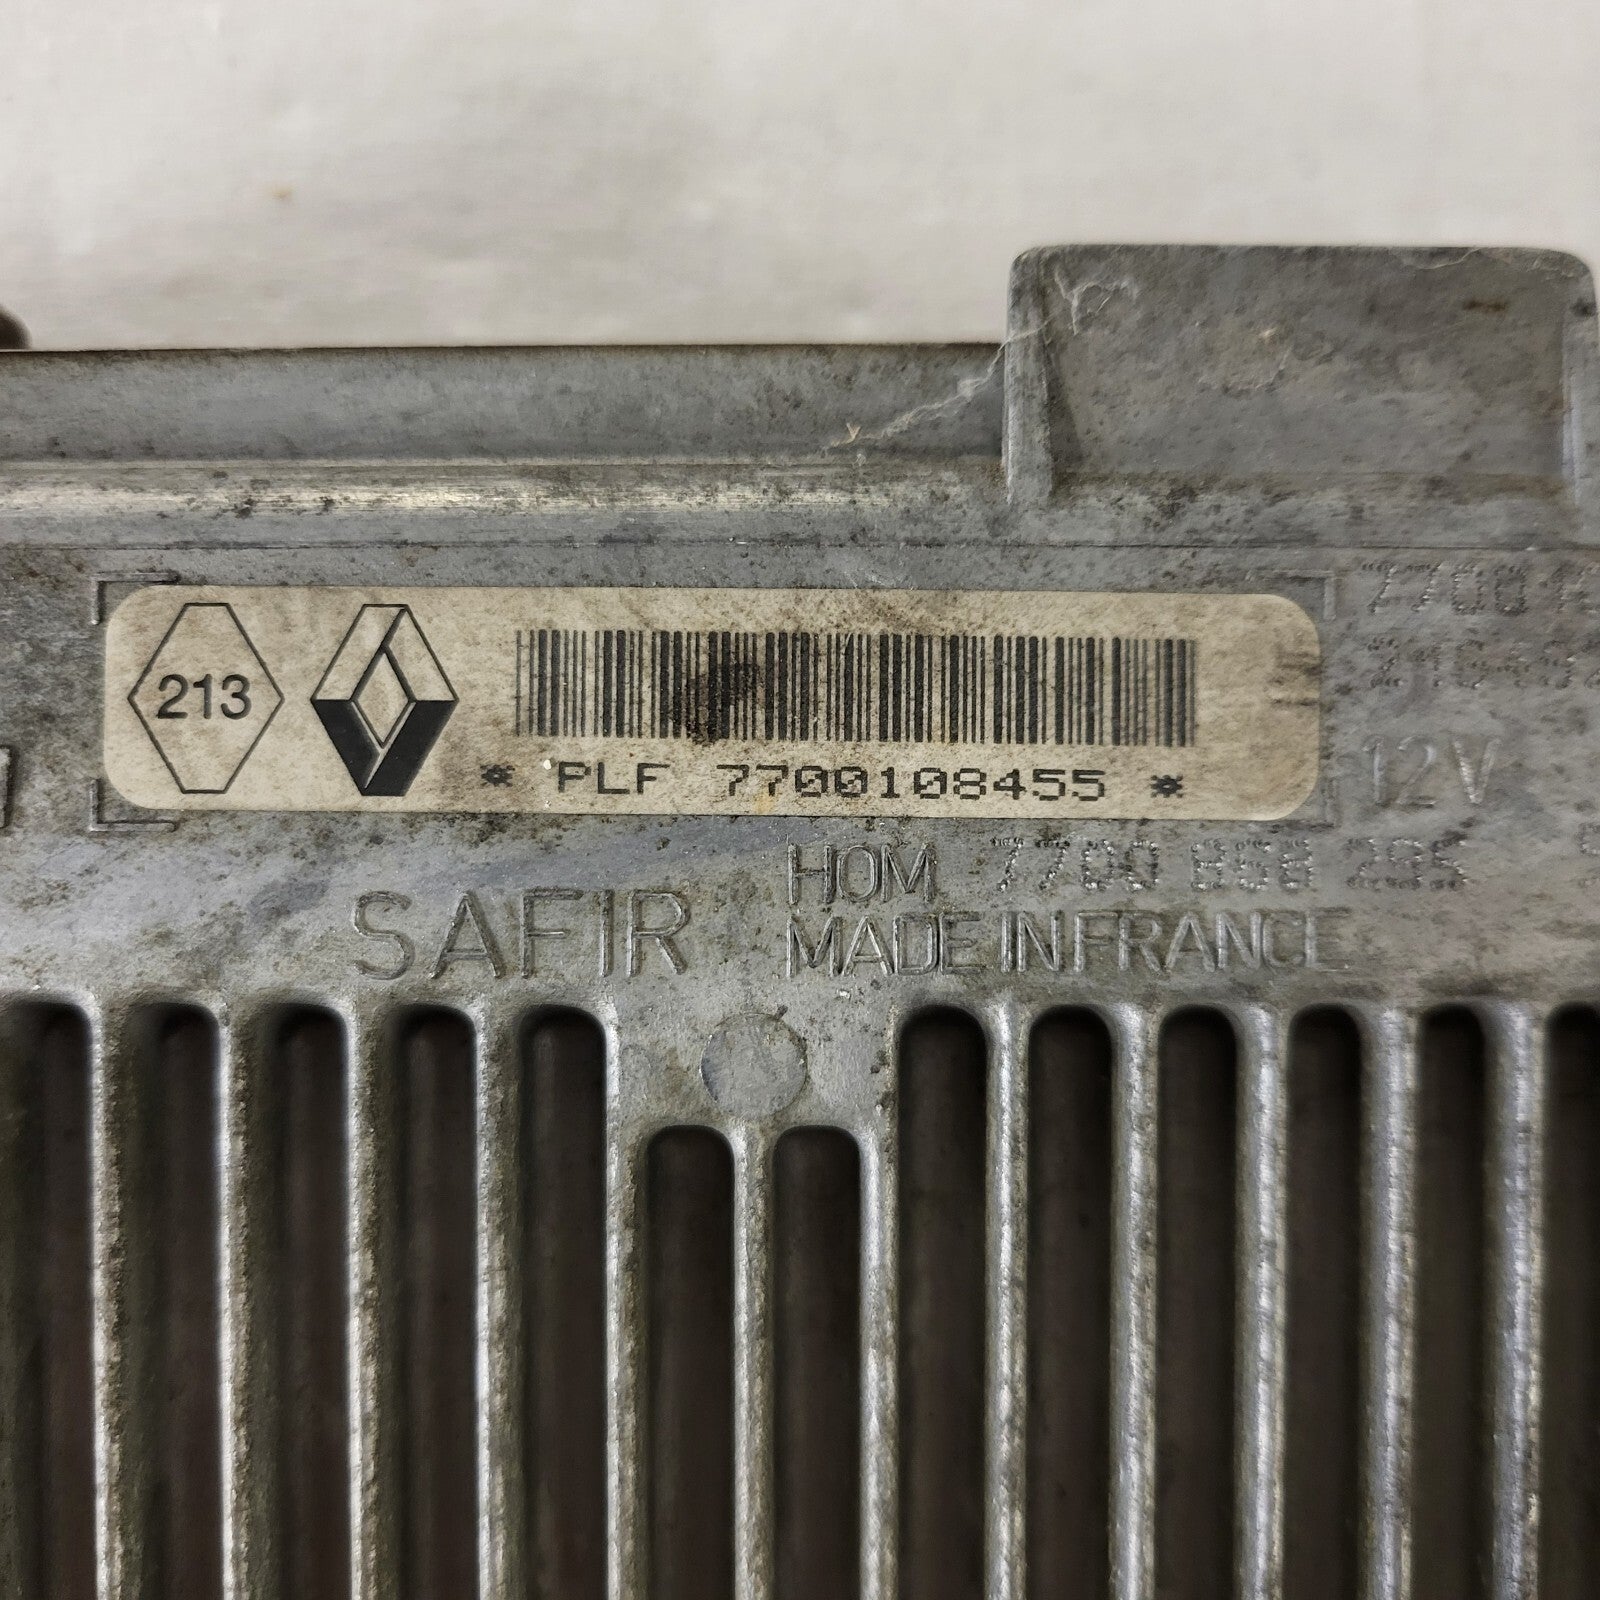 213
* PLF 7700108455 *
12V
HOM 7700 858 295
SAFIR
MADE IN FRANCE